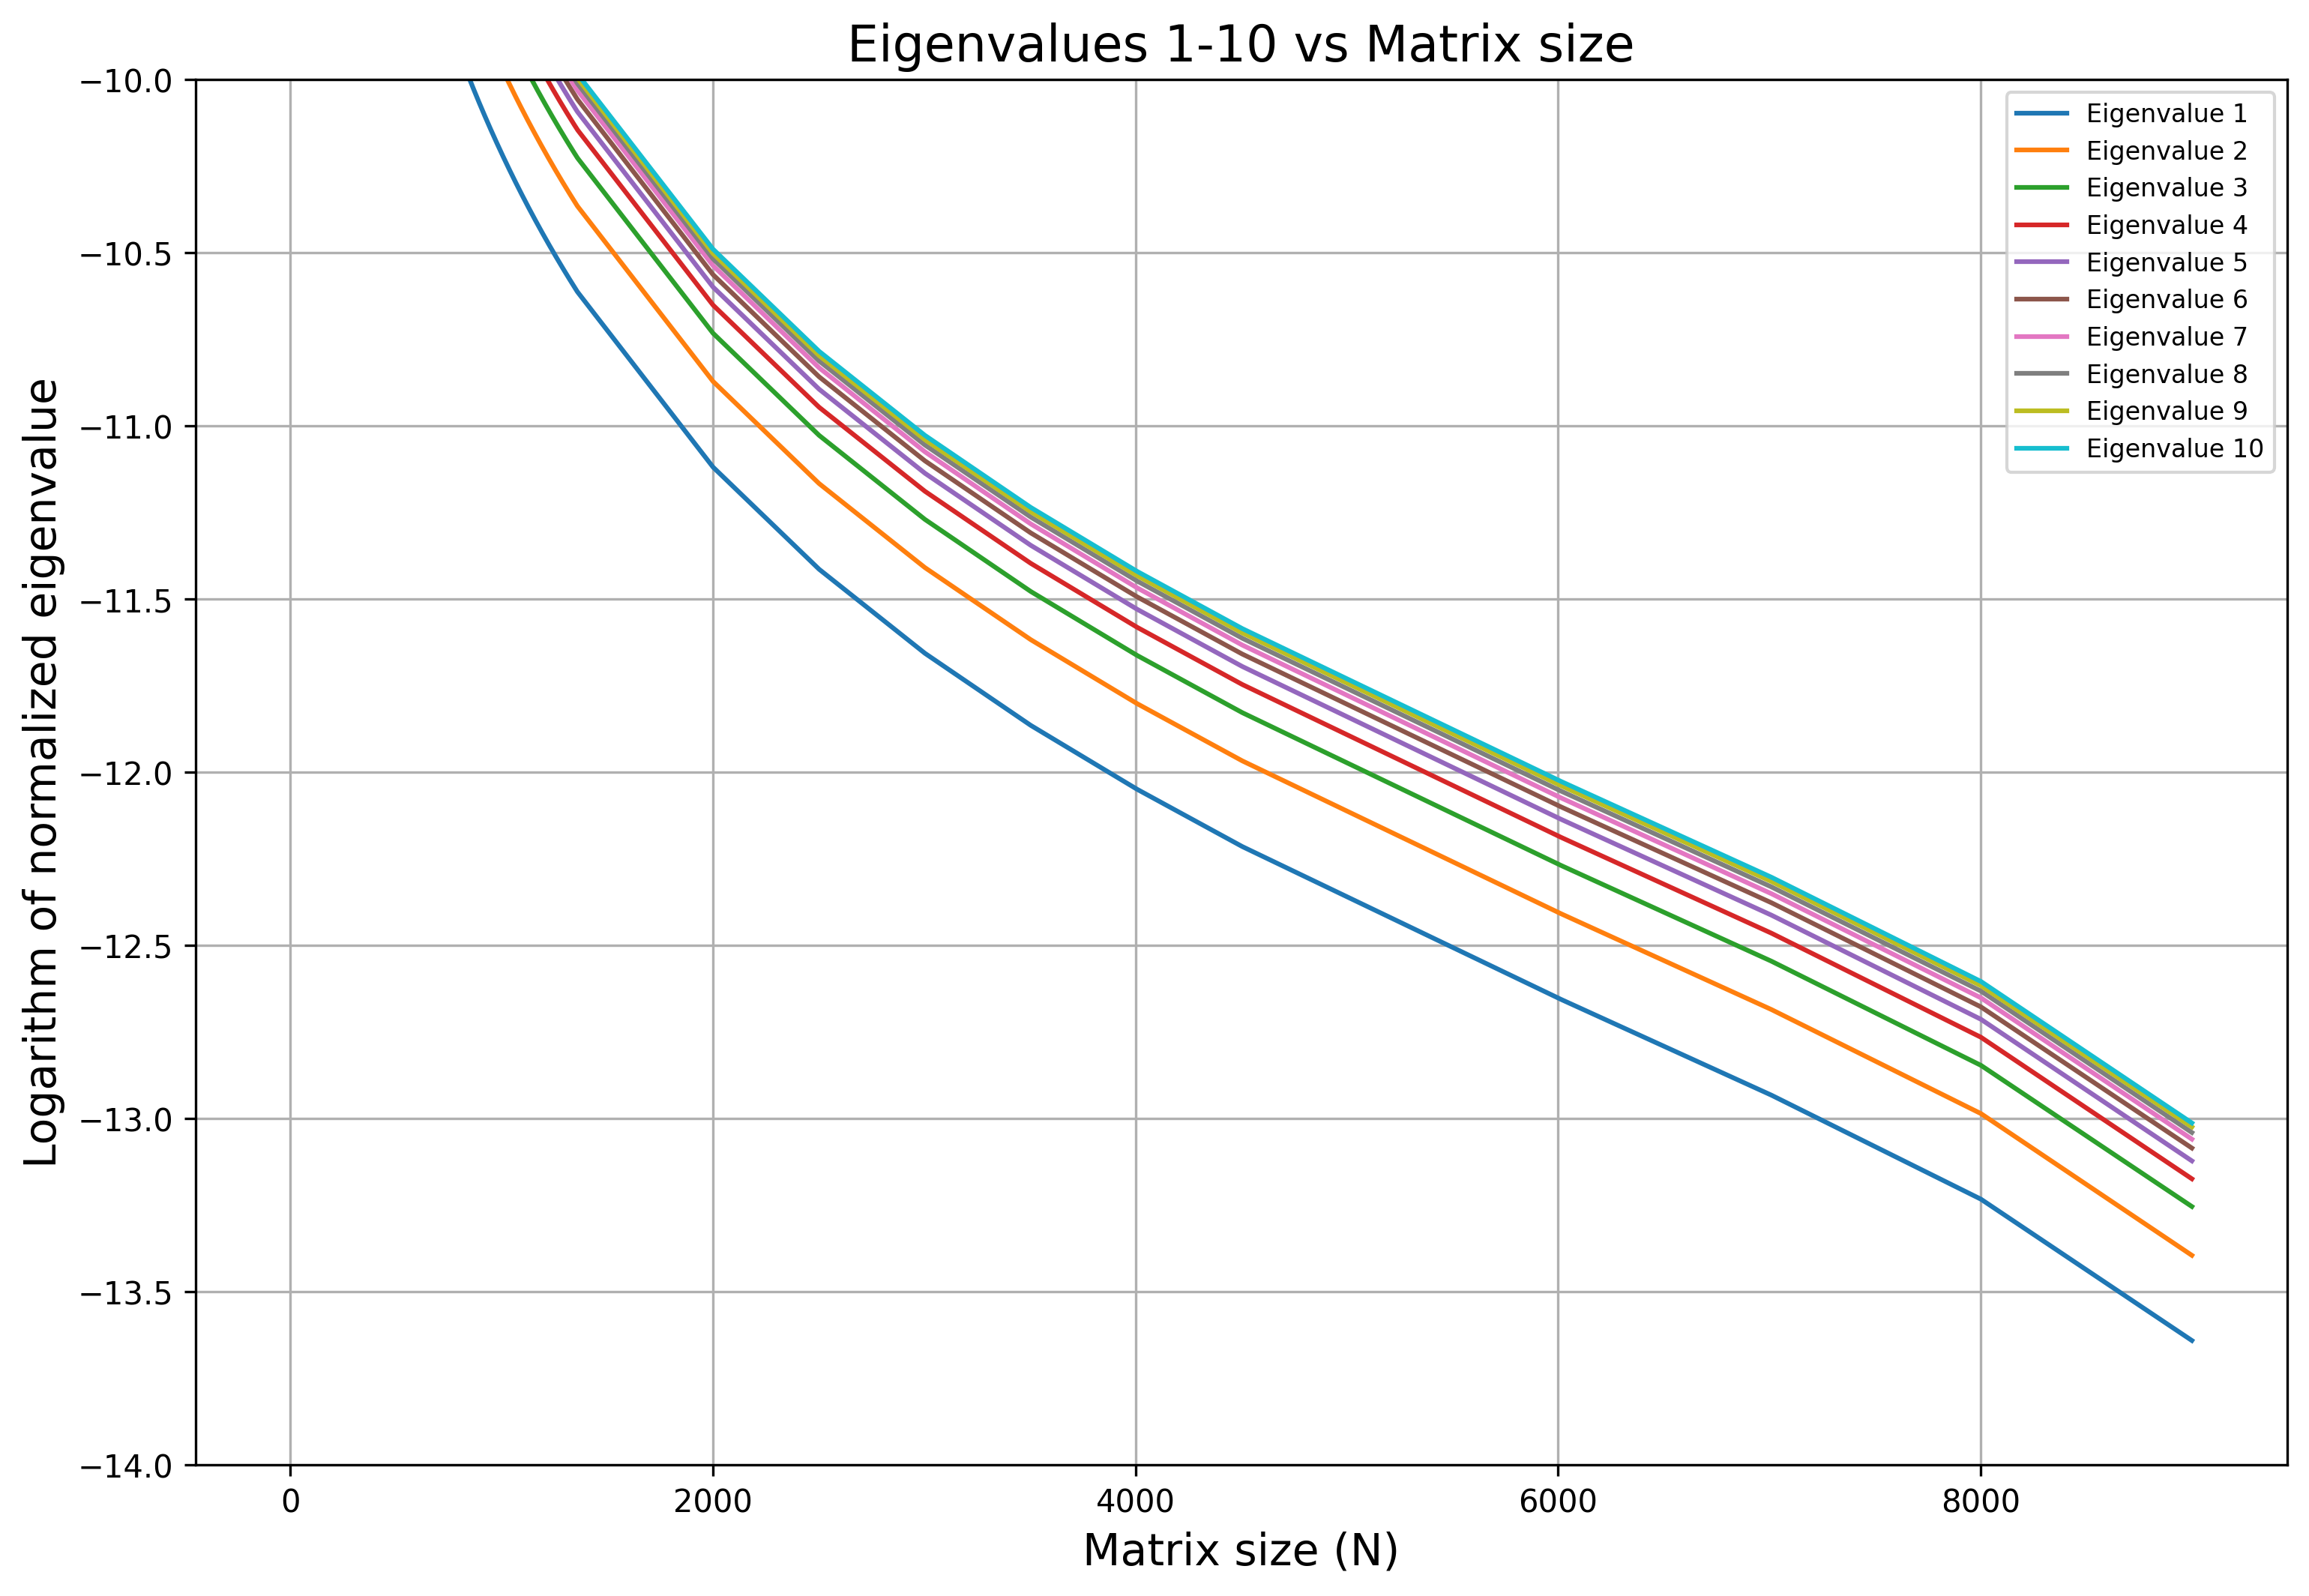 Eigenvalues 1-10 vs Matrix size
Logarithm of normalized eigenvalue
−10.0
−10.5
−11.0
−11.5
−12.0
−12.5
−13.0
−13.5
−14.0
Eigenvalue 1
Eigenvalue 2
Eigenvalue 3
Eigenvalue 4
Eigenvalue 5
Eigenvalue 6
Eigenvalue 7
Eigenvalue 8
Eigenvalue 9
Eigenvalue 10
0 2000 4000 6000 8000
Matrix size (N)